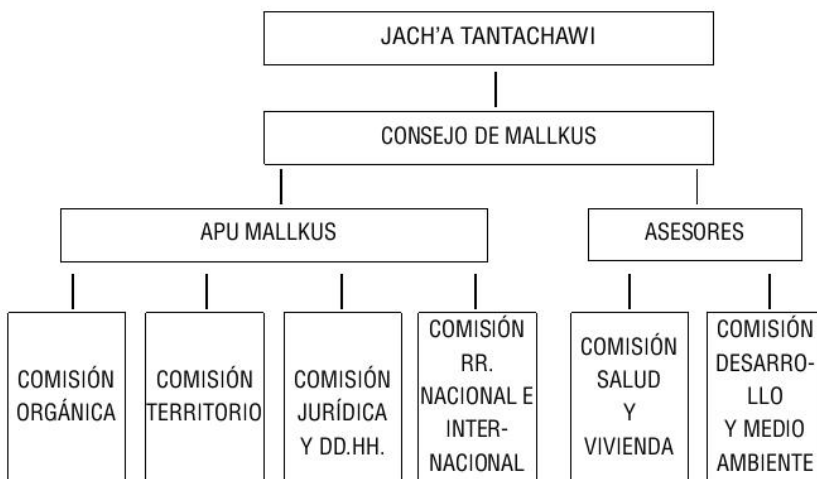 JACH'A TANTACHAWI
CONSEJO DE MALLKUS
APU MALLKUS
ASESORES
COMISIÓN
ORGÁNICA
COMISIÓN
TERRITORIO
COMISIÓN
JURÍDICA
Y DD.HH.
COMISIÓN
RR.
NACIONAL E
INTER-
NACIONAL
COMISIÓN
SALUD
Y
VIVIENDA
COMISIÓN
DESARRO-
LLO
Y MEDIO
AMBIENTE